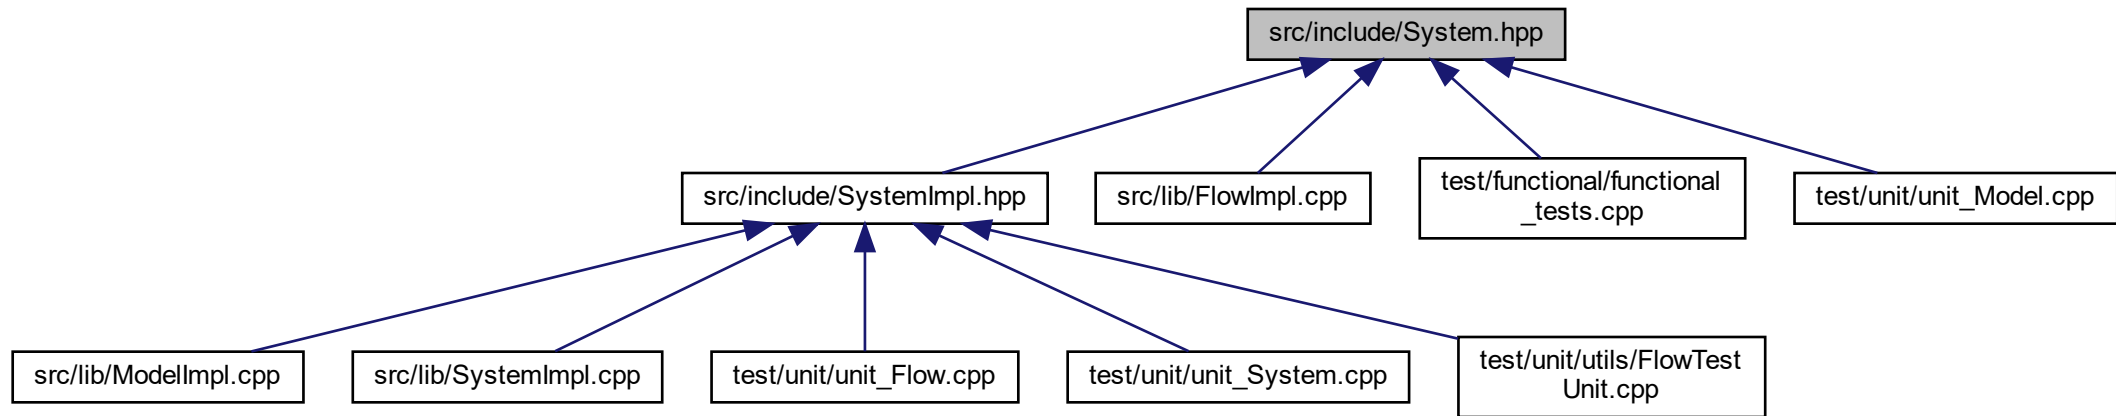 src/include/System.hpp
src/include/SystemImpl.hpp
src/lib/FlowImpl.cpp
test/functional/functional
_tests.cpp
test/unit/unit_Model.cpp
src/lib/ModelImpl.cpp
src/lib/SystemImpl.cpp
test/unit/unit_Flow.cpp
test/unit/unit_System.cpp
test/unit/utils/FlowTest
Unit.cpp